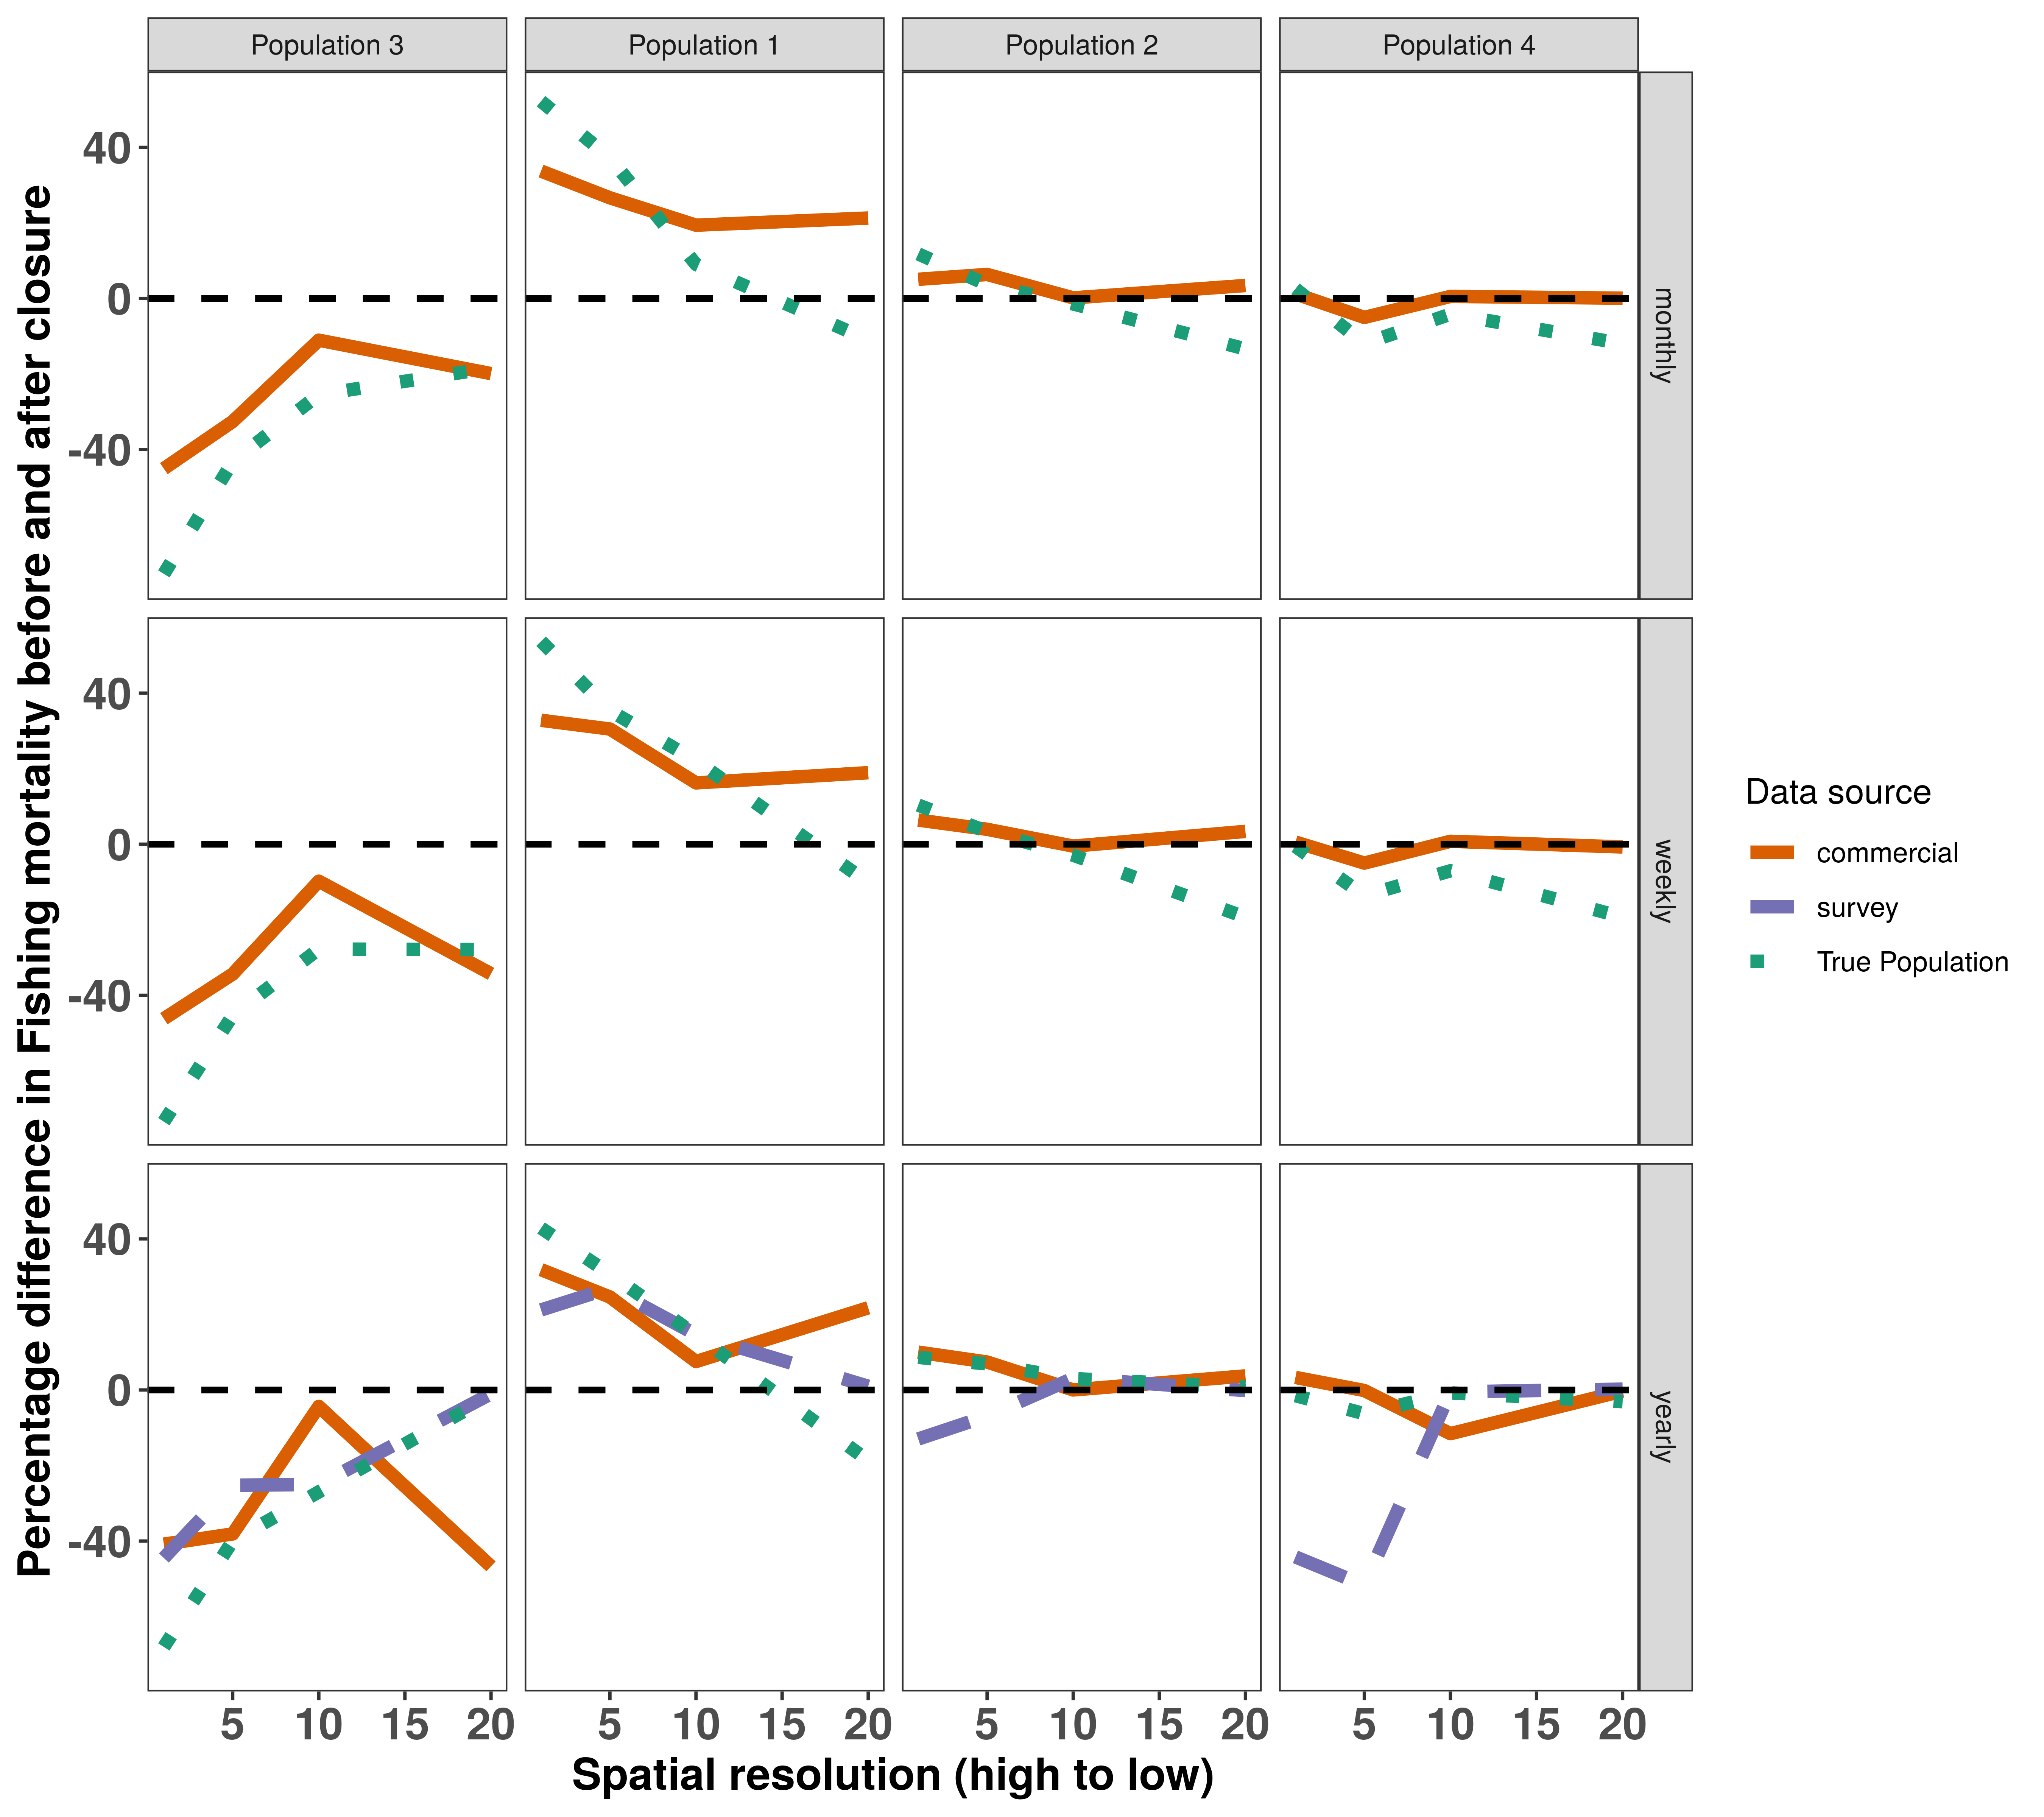 Population 3
Population 1
Population 2
Population 4
Percentage difference in Fishing mortality before and after closure
40
0
-40
monthly
40
0
-40
weekly
40
0
-40
yearly
5 10 15 20
5 10 15 20
5 10 15 20
5 10 15 20
Spatial resolution (high to low)
Data source
commercial
survey
True Population